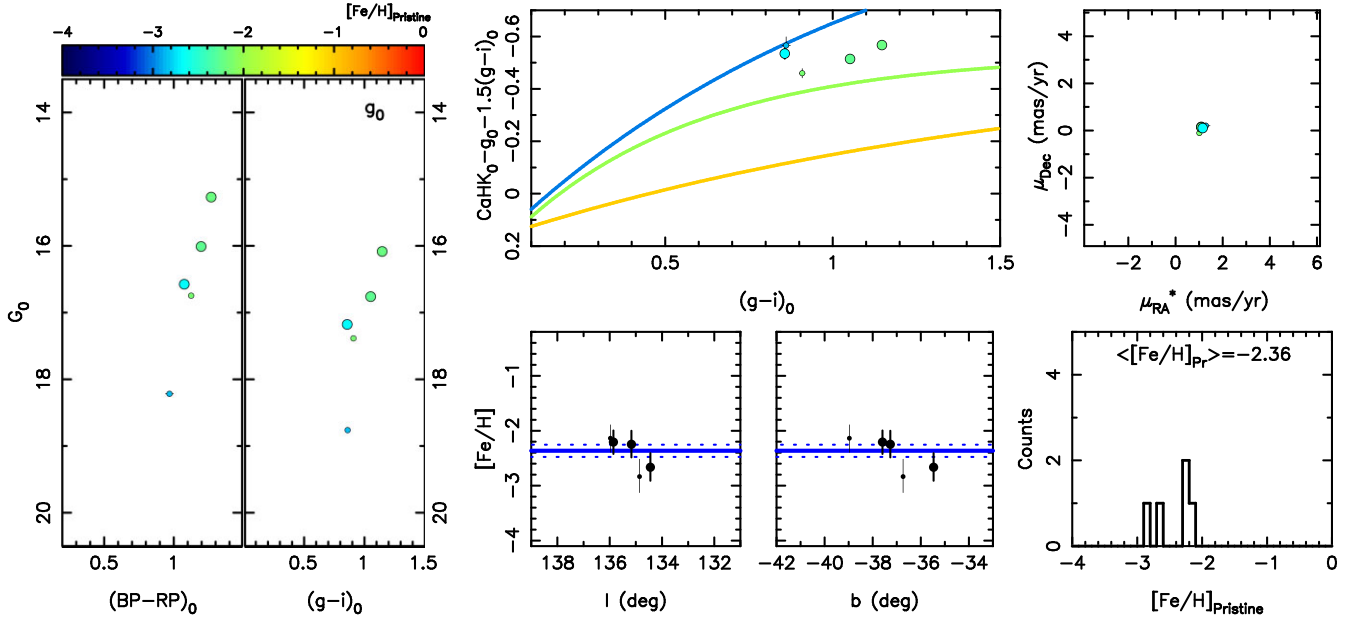 [Fe/H]Pristine
−4 −3 −2 −1 0
14 16 18 20
G₀
0.5 1
(BP−RP)₀
g₀
14 16 18 20
0.5 1 1.5
(g−i)₀
−0.6 −0.4 −0.2 0 0.2
CaHK₀−g₀−1.5(g−i)₀
0.5 1 1.5
(g−i)₀
4 2 0 −2 −4
μDec (mas/yr)
−2 0 2 4 6
μRA* (mas/yr)
−1 −2 −3 −4
[Fe/H]
138 136 134 132
l (deg)
−42 −40 −38 −36 −34
b (deg)
<[Fe/H]Pr>=−2.36
4 2 0
Counts
−4 −3 −2 −1 0
[Fe/H]Pristine